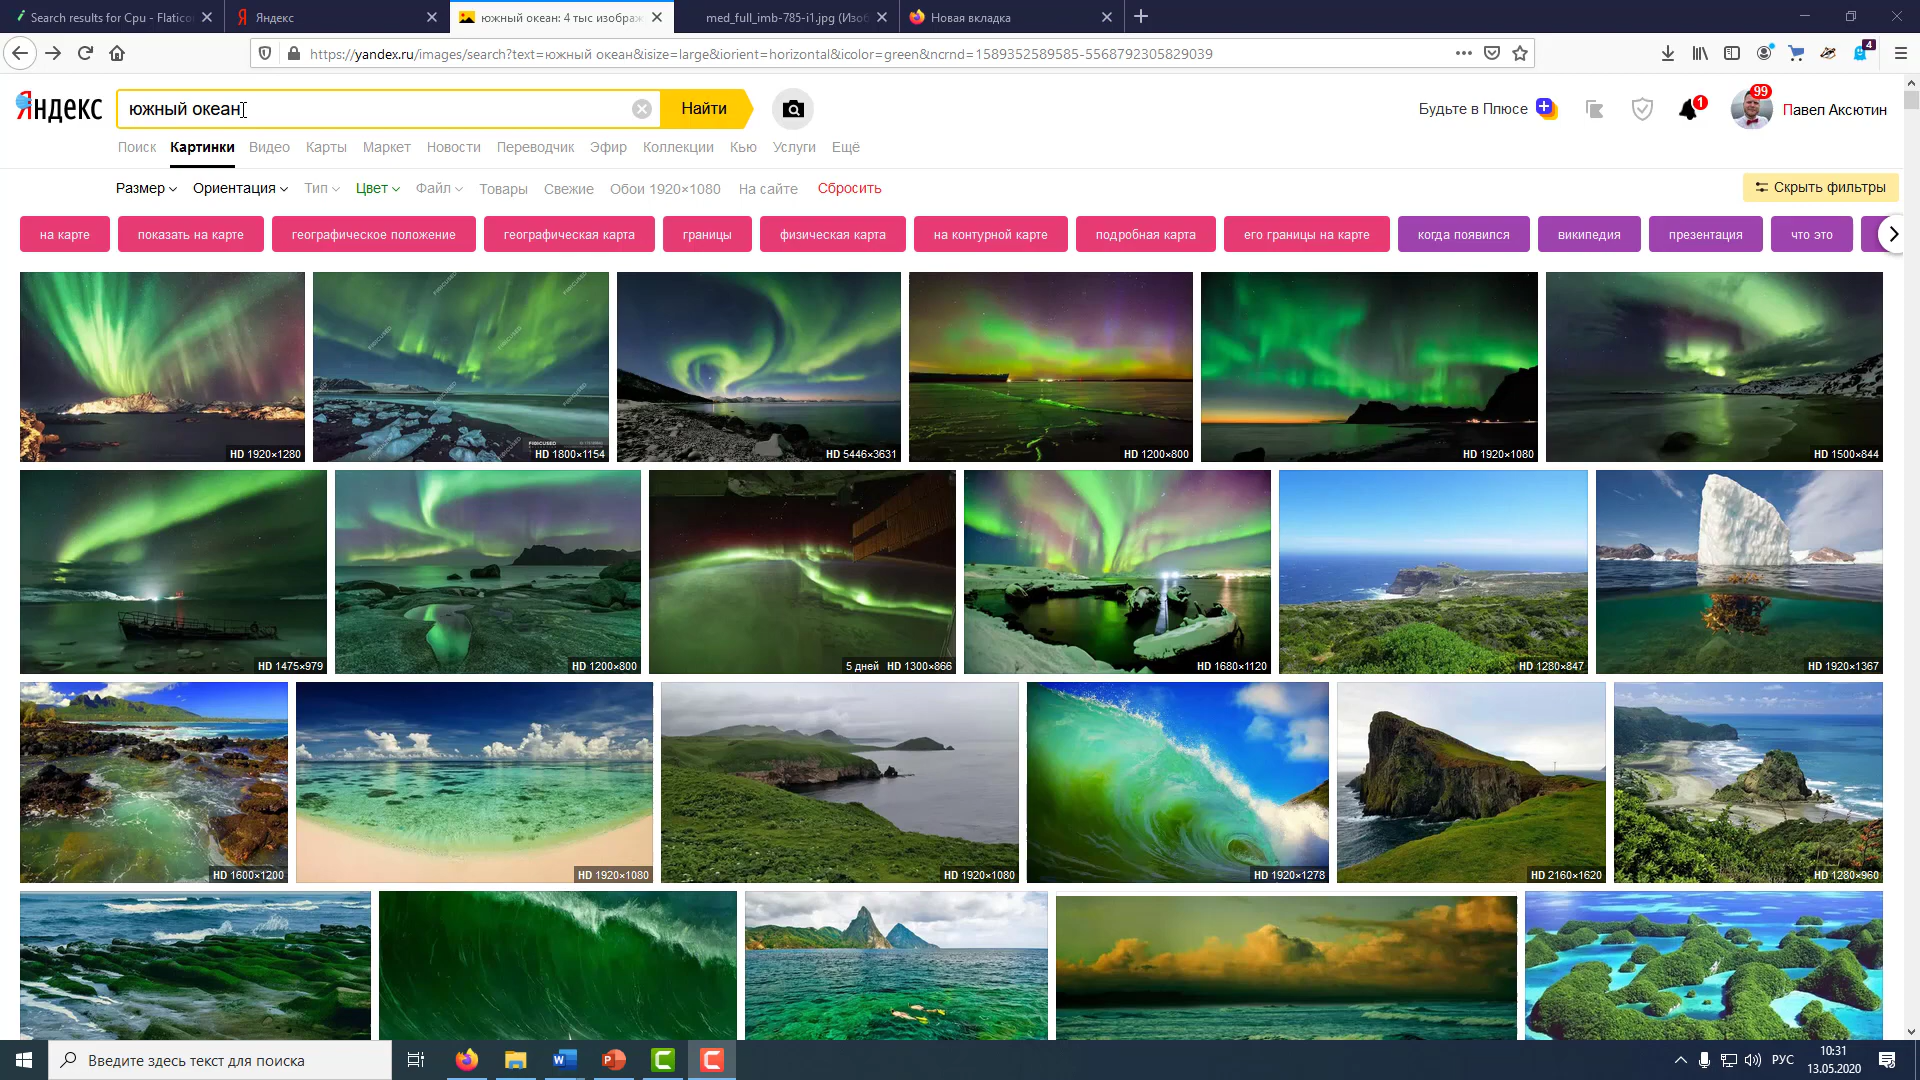 Search results for Cpu - Flatico
Яндекс
южный океан: 4 тыс изображ
med_full_imb-785-i1.jpg (Изоб
Новая вкладка
https://yandex.ru/images/search?text=южный океан&isize=large&iorient=horizontal&icolor=green&ncrnd=1589352589585-5568792305829039
4
Яндекс
южный океан
Найти
Будьте в Плюсе
1
99
Павел Аксютин
Поиск Картинки Видео Карты Маркет Новости Переводчик Эфир Коллекции Кью Услуги Ещё
Размер Ориентация Тип Цвет Файл Товары Свежие Обои 1920×1080 На сайте Сбросить
Скрыть фильтры
на карте показать на карте географическое положение географическая карта границы физическая карта на контурной карте подробная карта его границы на карте когда появился википедия презентация что это
HD 1920×1280
HD 1800×1154
HD 5446×3631
HD 1200×800
HD 1920×1080
HD 1500×844
HD 1475×979
HD 1200×800
5 дней HD 1300×866
HD 1680×1120
HD 1280×847
HD 1920×1367
HD 1600×1200
HD 1920×1080
HD 1920×1080
HD 1920×1278
HD 2160×1620
HD 1280×960
Введите здесь текст для поиска
РУС
10:31
13.05.2020